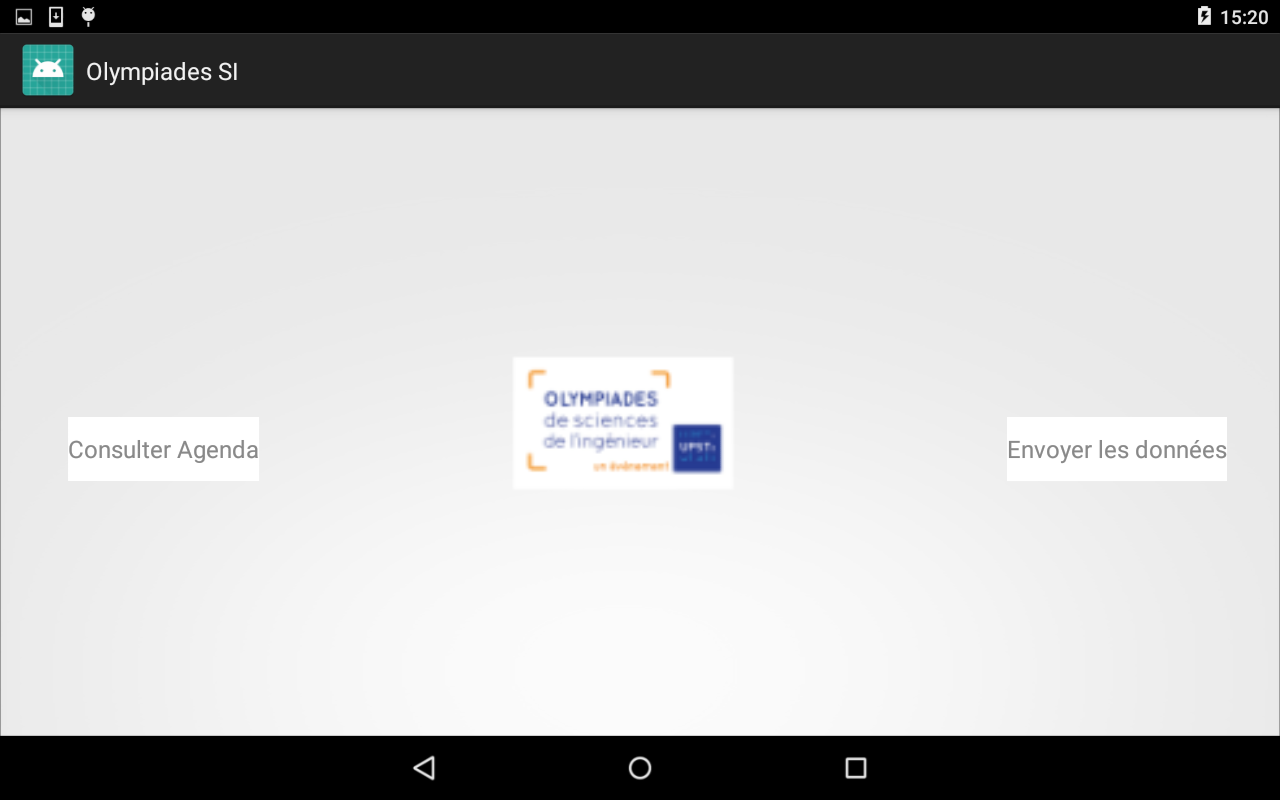 15:20
Olympiades SI
OLYMPIADES
de sciences
de l'ingénieur
UPSTI
un événement
Consulter Agenda
Envoyer les données